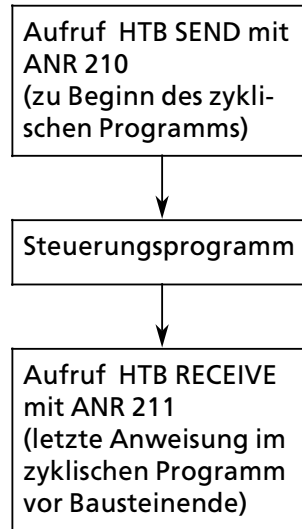 Aufruf HTB SEND mit
ANR 210
(zu Beginn des zykli-
schen Programms)
Steuerungsprogramm
Aufruf HTB RECEIVE
mit ANR 211
(letzte Anweisung im
zyklischen Programm
vor Bausteinende)